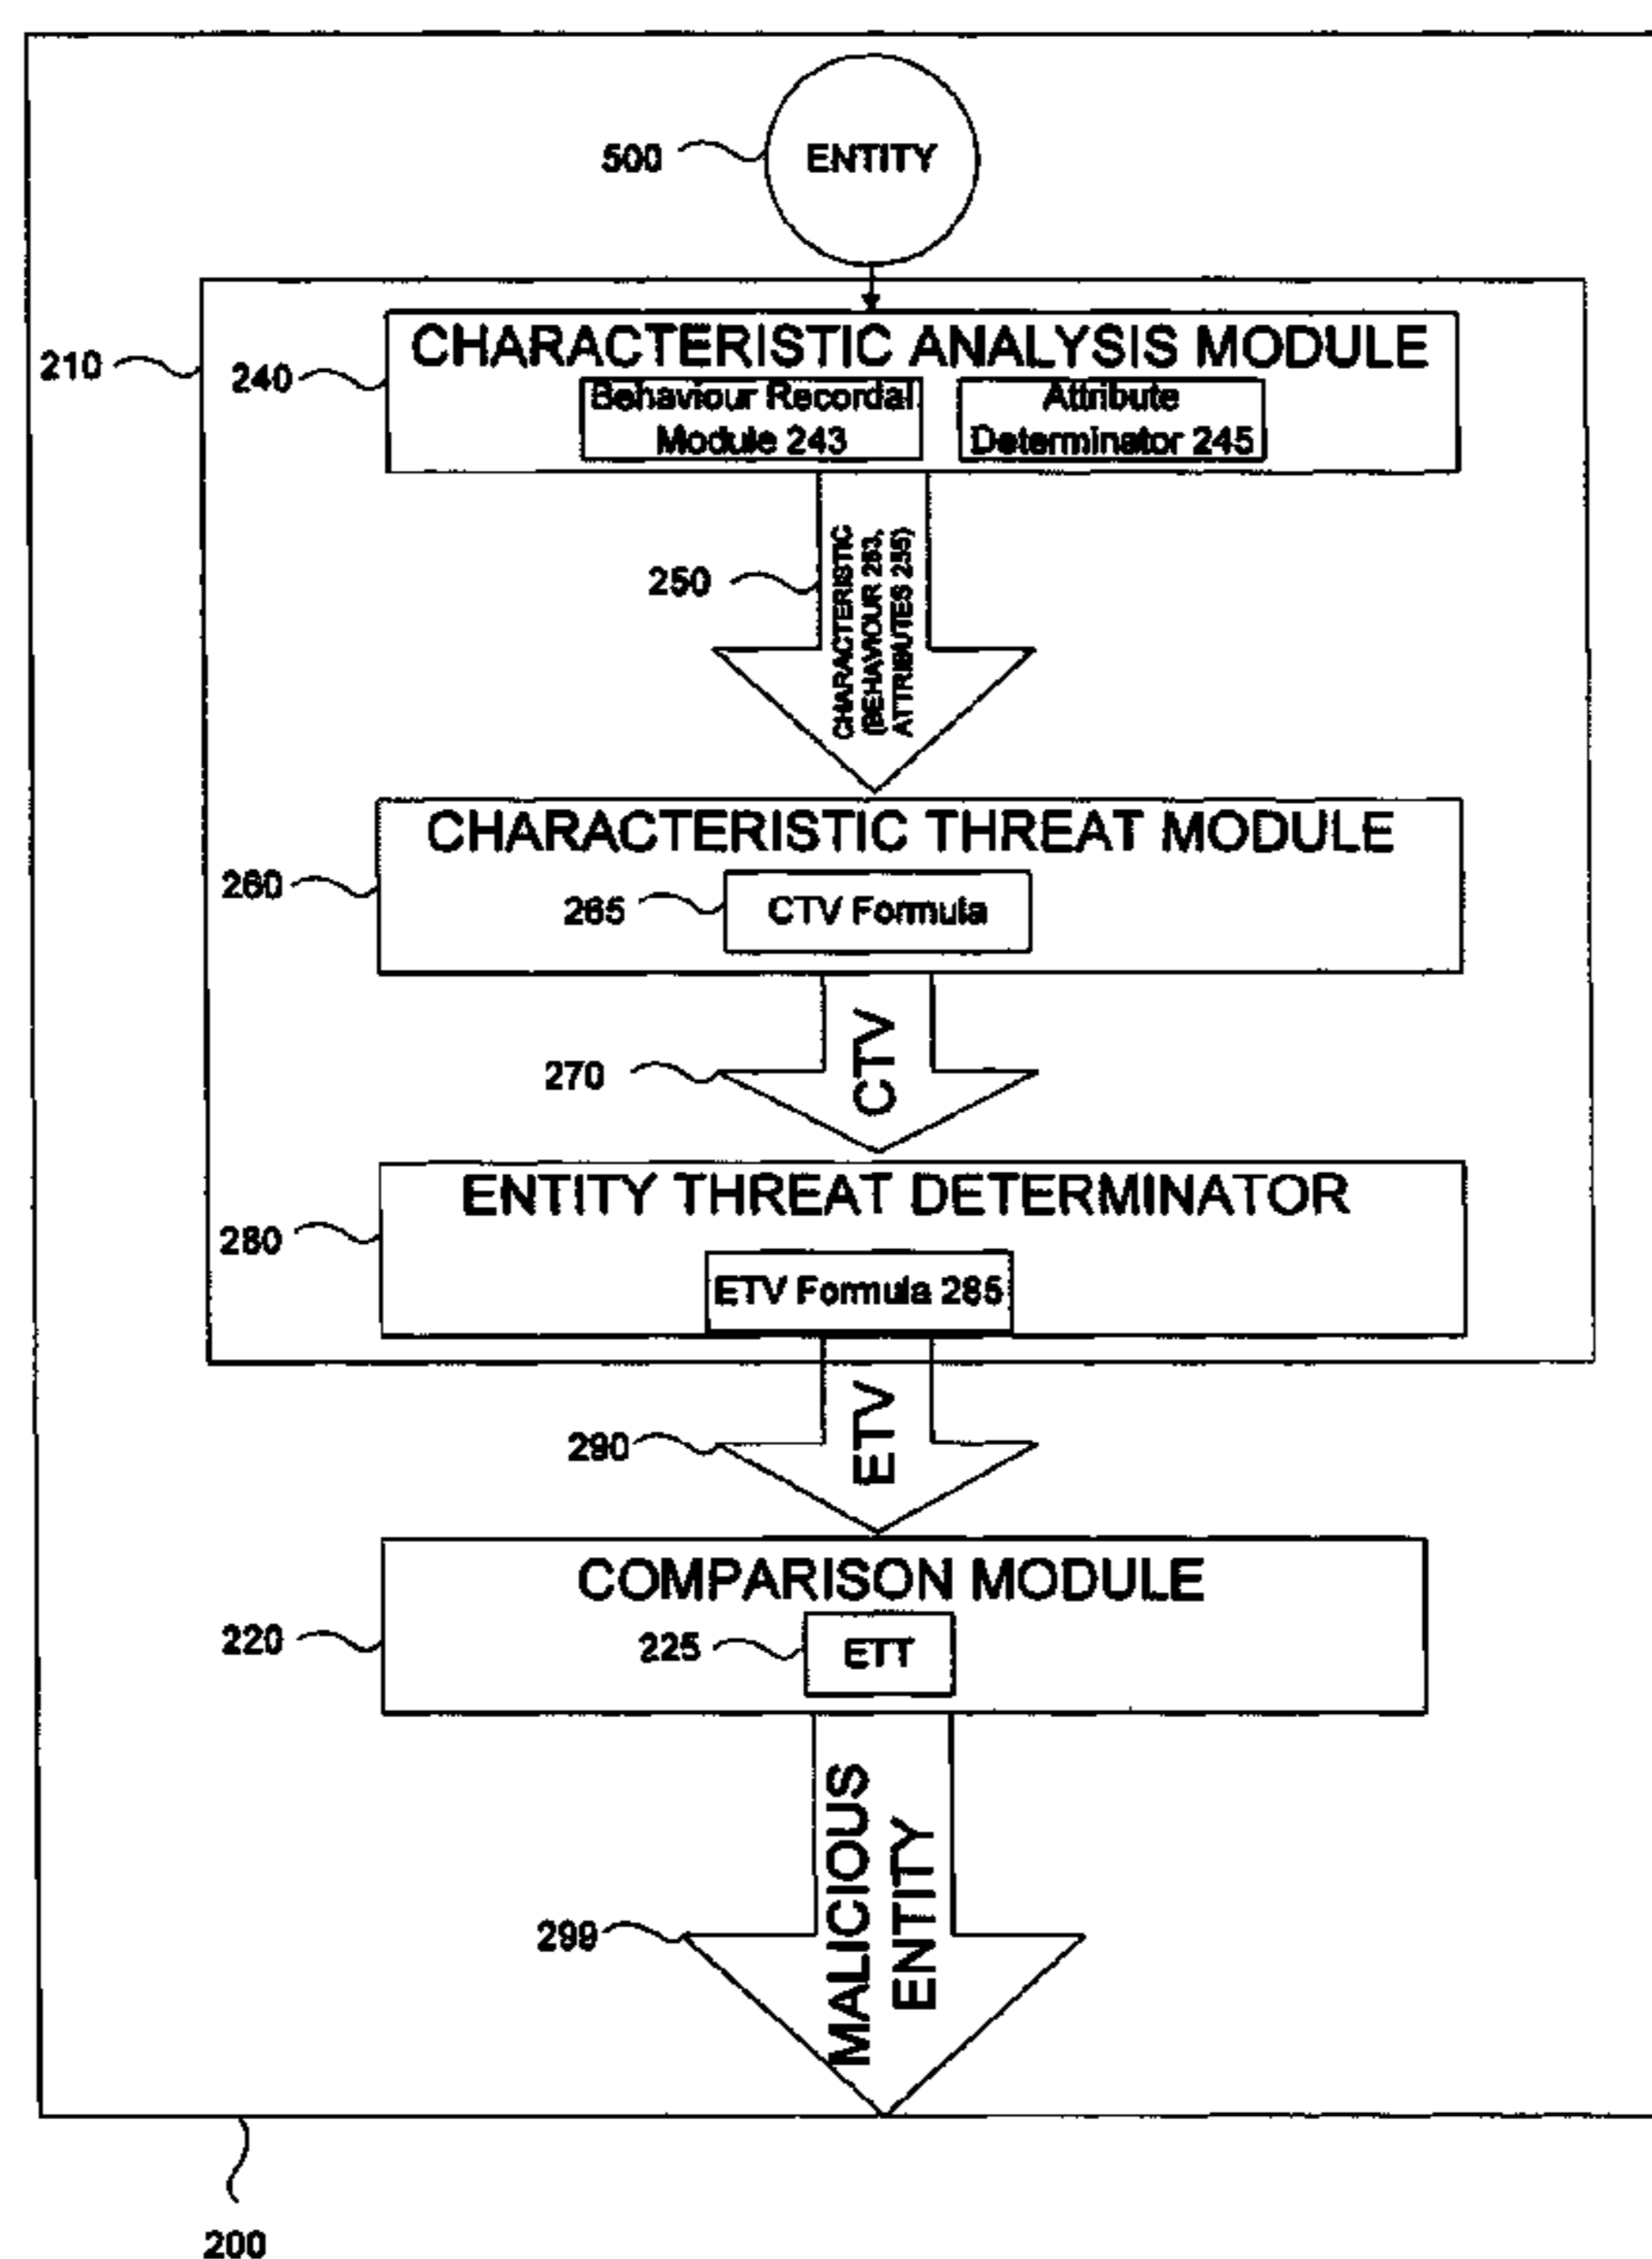 500
ENTITY
210
240
CHARACTERISTIC ANALYSIS MODULE
Behaviour Recordal
Module 243
Attribute
Determinator 245
250
CHARACTERISTIC
(BEHAVIOUR 253,
ATTRIBUTES 255)
CHARACTERISTIC THREAT MODULE
260
265
CTV Formula
270
CTV
ENTITY THREAT DETERMINATOR
280
ETV Formula 285
290
ETV
COMPARISON MODULE
220
225
ETT
299
MALICIOUS
ENTITY
200